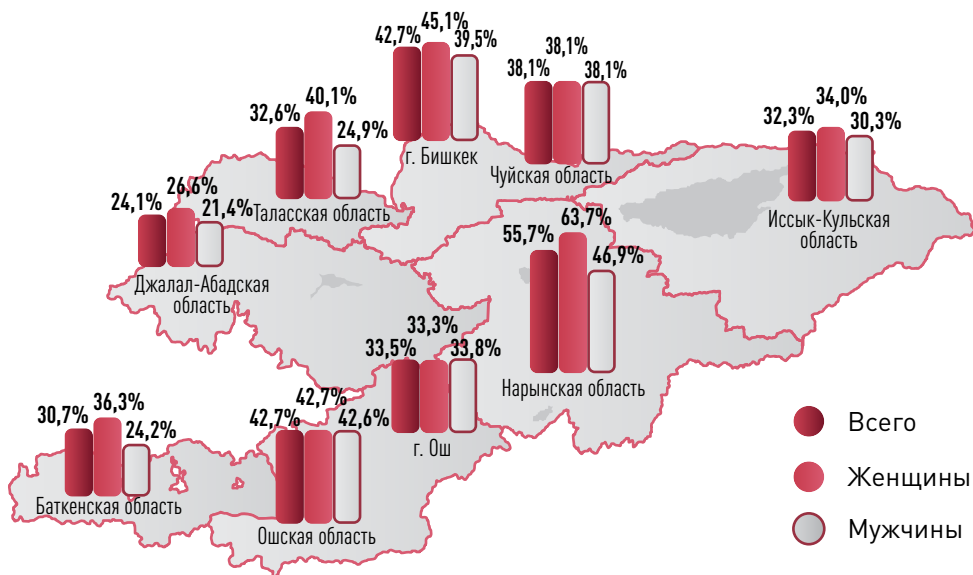 42,7%
45,1%
39,5%
г. Бишкек
38,1%
38,1%
38,1%
Чуйская область
32,3%
34,0%
30,3%
Иссык-Кульская
область
32,6%
40,1%
24,9%
Таласская область
24,1%
26,6%
21,4%
Джалал-Абадская
область
55,7%
63,7%
46,9%
Нарынская область
33,5%
33,3%
33,8%
г. Ош
30,7%
36,3%
24,2%
Баткенская область
42,7%
42,7%
42,6%
Ошская область
Всего
Женщины
Мужчины